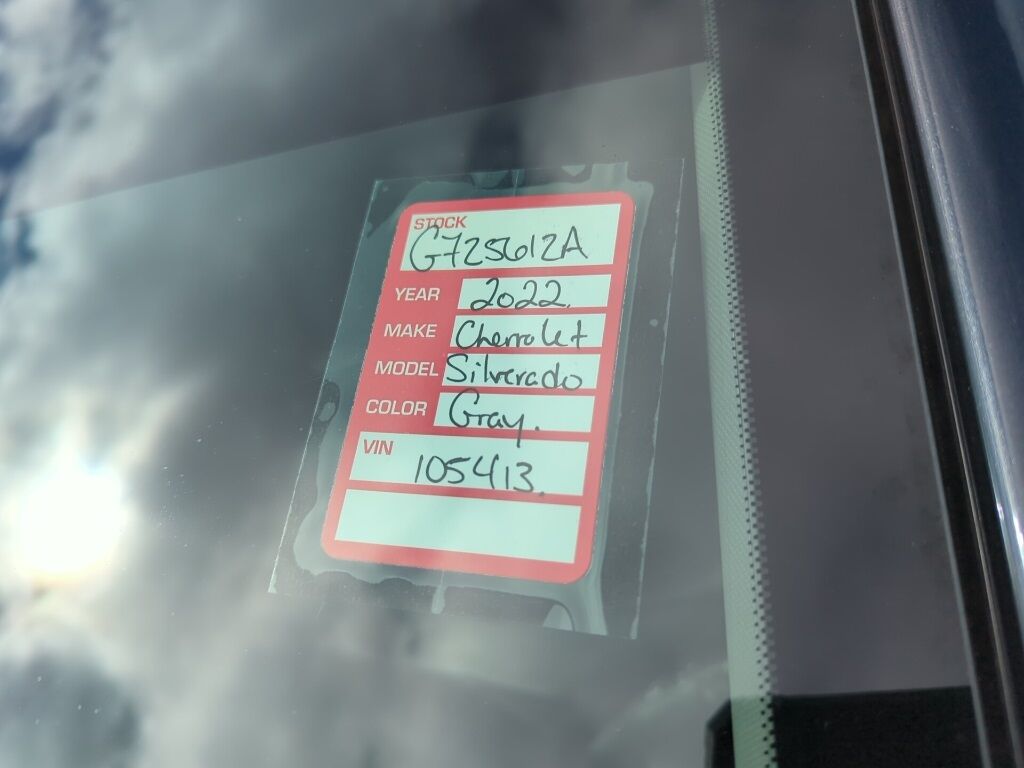 STOCK
G725612A
YEAR 2022.
MAKE Chevrolet
MODEL Silverado
COLOR Gray.
VIN
105413.